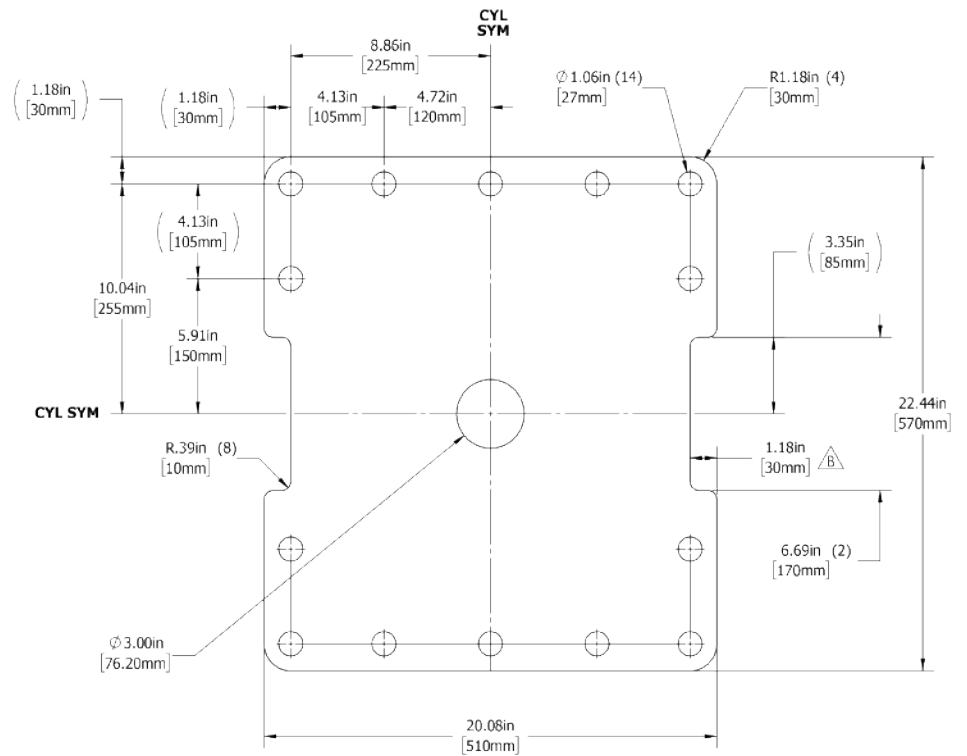 CYL
SYM
8.86in
[225mm]
1.18in
[30mm]
1.18in
[30mm]
4.13in
[105mm]
4.72in
[120mm]
⌀1.06in (14)
[27mm]
R1.18in (4)
[30mm]
4.13in
[105mm]
3.35in
[85mm]
10.04in
[255mm]
5.91in
[150mm]
CYL SYM
22.44in
[570mm]
R.39in (8)
[10mm]
1.18in
[30mm]
B
6.69in (2)
[170mm]
⌀3.00in
[76.20mm]
20.08in
[510mm]